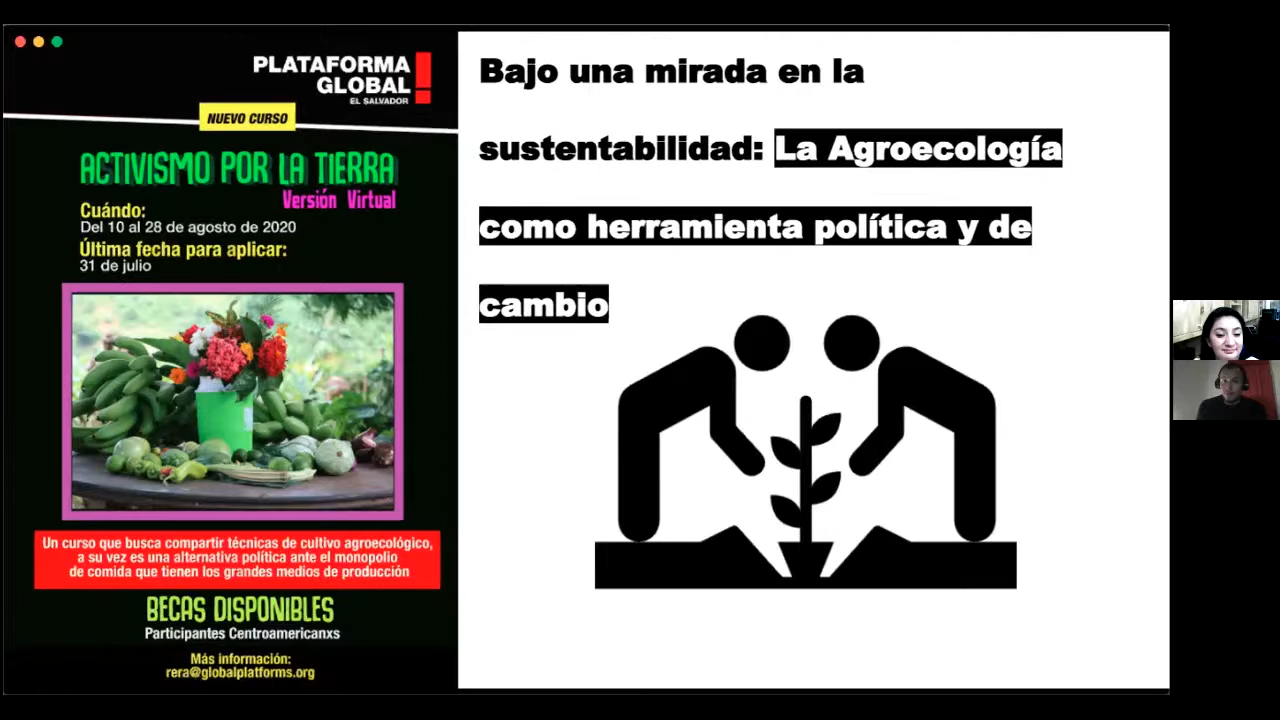 PLATAFORMA
GLOBAL
EL SALVADOR
NUEVO CURSO
ACTIVISMO POR LA TIERRA
Versión Virtual
Cuándo:
Del 10 al 28 de agosto de 2020
Última fecha para aplicar:
31 de julio
Un curso que busca compartir técnicas de cultivo agroecológico,
a su vez es una alternativa política ante el monopolio
de comida que tienen los grandes medios de producción
BECAS DISPONIBLES
Participantes Centroamericanxs
Más información:
rera@globalplatforms.org
Bajo una mirada en la
sustentabilidad: La Agroecología
como herramienta política y de
cambio